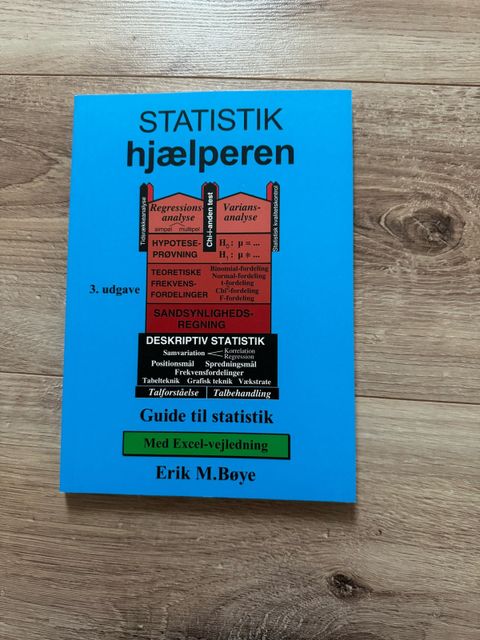 STATISTIK
hjælperen
Tidsrækkeanalyse
Regressions-
analyse
simpel multipel
Chi-i-anden test
Varians-
analyse
Statistisk kvalitetskontrol
HYPOTESE-
PRØVNING
H₀: μ = ...
H₁: μ ≠ ...
3. udgave
TEORETISKE
FREKVENS-
FORDELINGER
Binomial-fordeling
Normal-fordeling
t-fordeling
Chi²-fordeling
F-fordeling
SANDSYNLIGHEDS-
REGNING
DESKRIPTIV STATISTIK
Samvariation Korrelation
Regression
Positionsmål Spredningsmål
Frekvensfordelinger
Tabelteknik Grafisk teknik Vækstrate
Talforståelse Talbehandling
Guide til statistik
Med Excel-vejledning
Erik M.Bøye